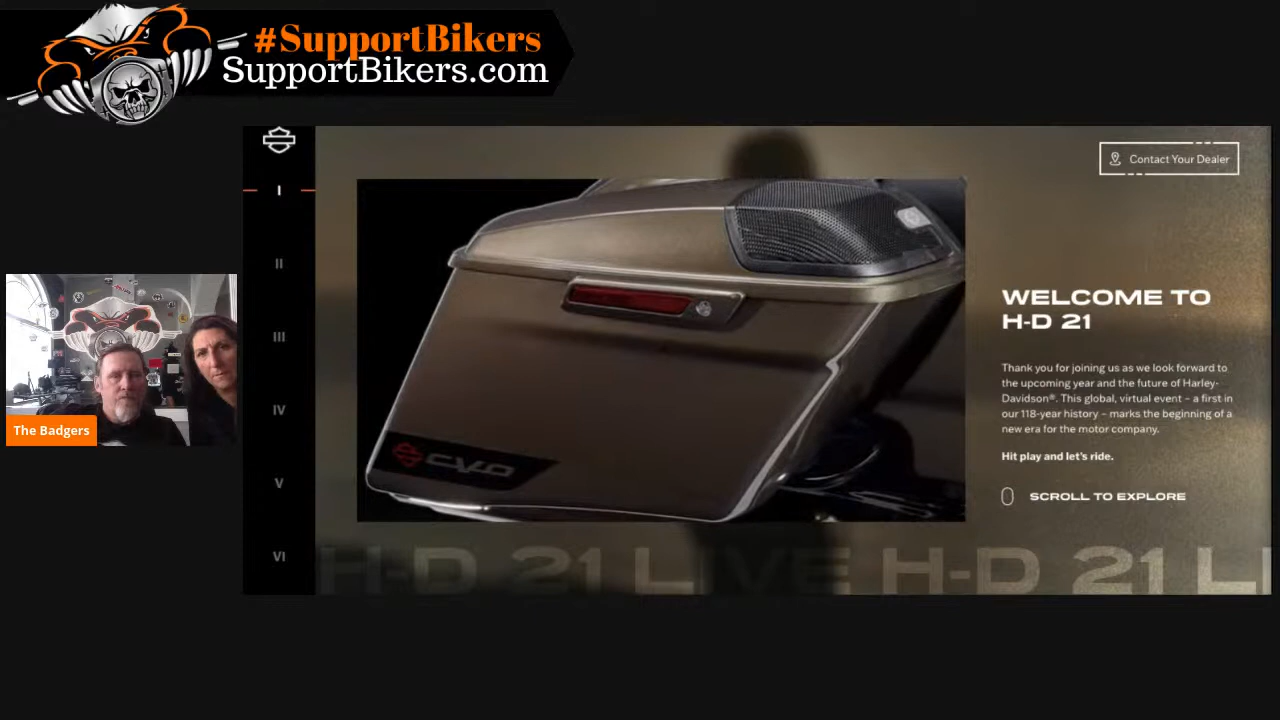 #SupportBikers
SupportBikers.com
Contact Your Dealer
I
II
III
IV
V
VI
CVO
WELCOME TO
H-D 21
Thank you for joining us as we look forward to
the upcoming year and the future of Harley-
Davidson®. This global, virtual event – a first in
our 118-year history – marks the beginning of a
new era for the motor company.
Hit play and let's ride.
SCROLL TO EXPLORE
The Badgers
H-D 21 LIVE H-D 21 LI